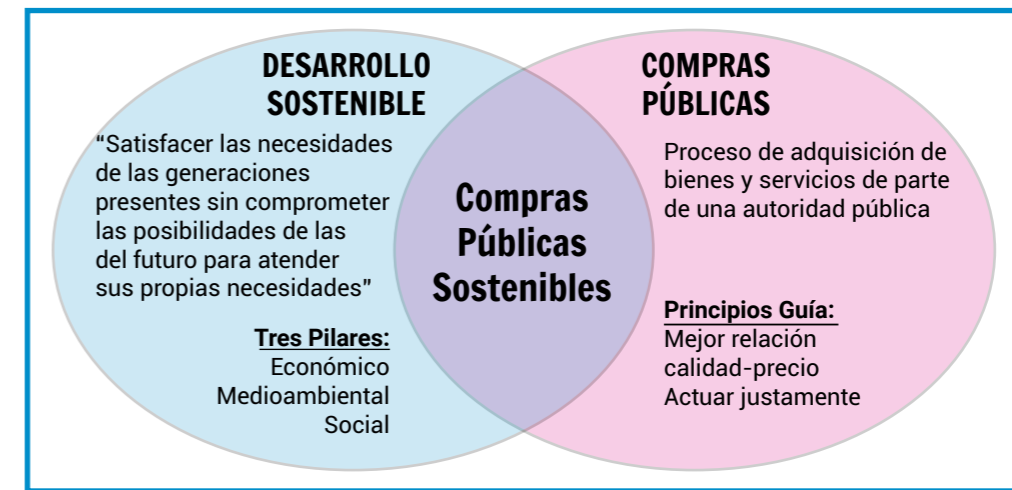 DESARROLLO
SOSTENIBLE
“Satisfacer las necesidades
de las generaciones
presentes sin comprometer
las posibilidades de las
del futuro para atender
sus propias necesidades”
Tres Pilares:
Económico
Medioambiental
Social
Compras
Públicas
Sostenibles
COMPRAS
PÚBLICAS
Proceso de adquisición de
bienes y servicios de parte
de una autoridad pública
Principios Guía:
Mejor relación
calidad-precio
Actuar justamente